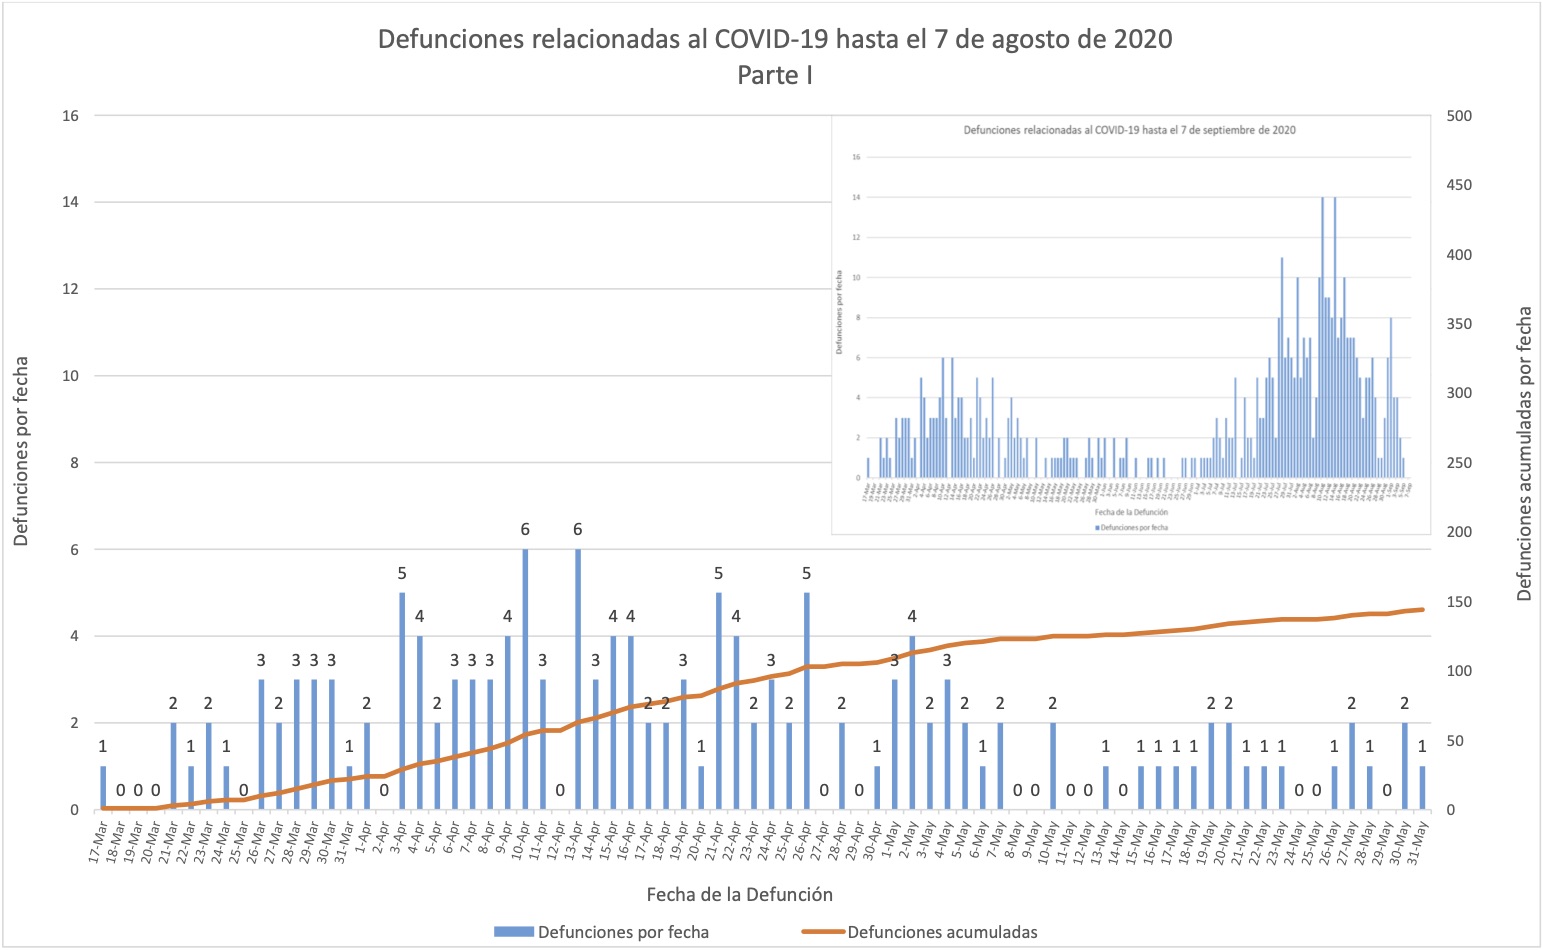 Defunciones relacionadas al COVID-19 hasta el 7 de agosto de 2020
Parte I
16
14
12
10
8
6
4
2
0
Defunciones por fecha
500
450
400
350
300
250
200
150
100
50
0
Defunciones acumuladas por fecha
Defunciones relacionadas al COVID-19 hasta el 7 de septiembre de 2020
16
14
12
10
8
6
4
2
0
Defunciones por fecha
Fecha de la Defunción
Defunciones por fecha
1 0 0 0 2 1 2 1 0 3 2 3 3 3 1 2 0 5 4 2 3 3 3 4 6 3 0 6 3 4 4 2 2 3 1 5 4 2 3 2 5 0 2 0 1 3 4 2 3 2 1 2 0 0 2 0 0 1 0 1 1 1 1 2 2 1 1 1 0 0 1 2 1 0 2 1
17-Mar 18-Mar 19-Mar 20-Mar 21-Mar 22-Mar 23-Mar 24-Mar 25-Mar 26-Mar 27-Mar 28-Mar 29-Mar 30-Mar 31-Mar 1-Apr 2-Apr 3-Apr 4-Apr 5-Apr 6-Apr 7-Apr 8-Apr 9-Apr 10-Apr 11-Apr 12-Apr 13-Apr 14-Apr 15-Apr 16-Apr 17-Apr 18-Apr 19-Apr 20-Apr 21-Apr 22-Apr 23-Apr 24-Apr 25-Apr 26-Apr 27-Apr 28-Apr 29-Apr 30-Apr 1-May 2-May 3-May 4-May 5-May 6-May 7-May 8-May 9-May 10-May 11-May 12-May 13-May 14-May 15-May 16-May 17-May 18-May 19-May 20-May 21-May 22-May 23-May 24-May 25-May 26-May 27-May 28-May 29-May 30-May 31-May
Fecha de la Defunción
Defunciones por fecha
Defunciones acumuladas